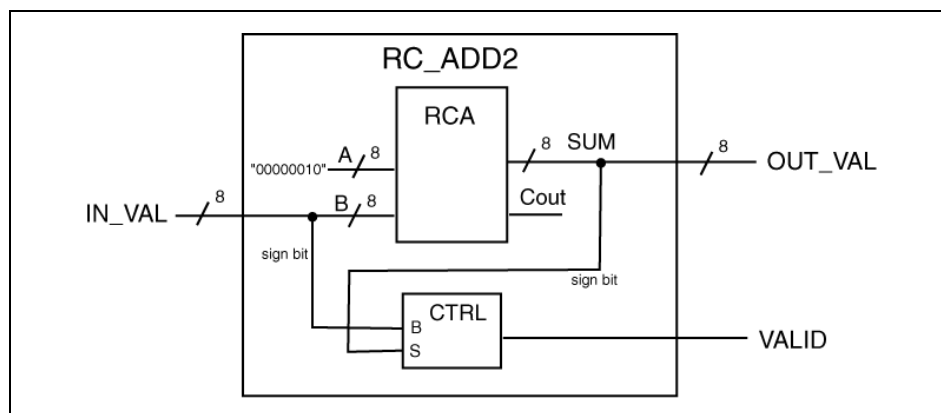 RC_ADD2
RCA
A 8
"00000010"
8 SUM
8 OUT_VAL
IN_VAL 8
B 8
Cout
sign bit
sign bit
CTRL
B
S
VALID